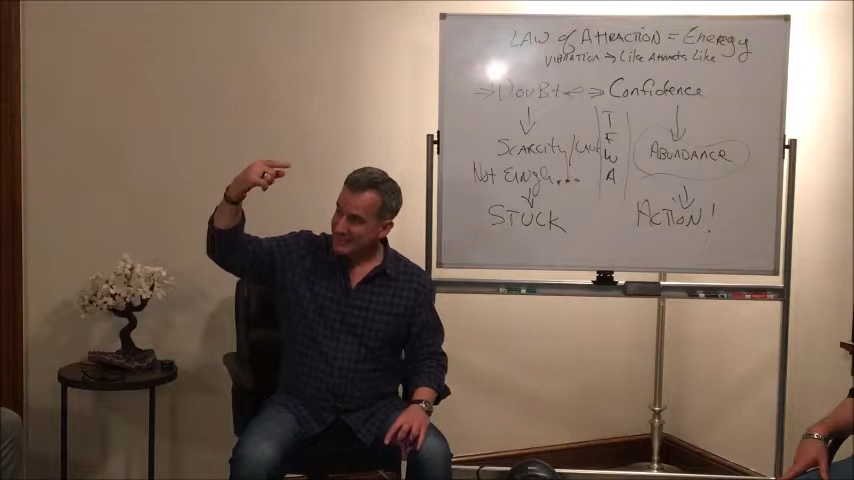 LAW of ATTRACTION = Energy
VIBRATION → Like Attracts Like
→ Doubt ↔ → Confidence
SCARCITY / LACK
T
F
W
A
ABUNDANCE
Not Enough...
STUCK
ACTION!